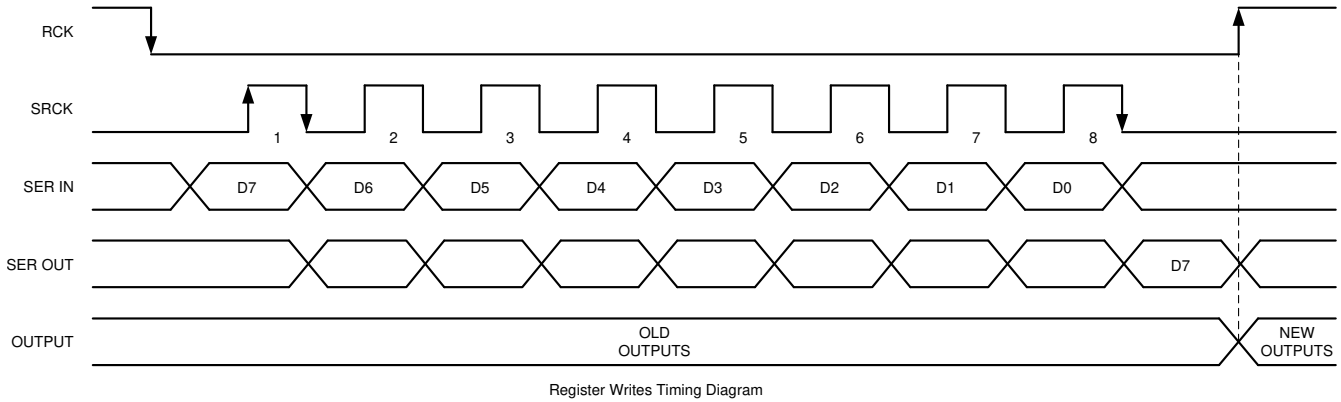 RCK
SRCK
1 2 3 4 5 6 7 8
SER IN
D7 D6 D5 D4 D3 D2 D1 D0
SER OUT
D7
OUTPUT
OLD
OUTPUTS
NEW
OUTPUTS
Register Writes Timing Diagram